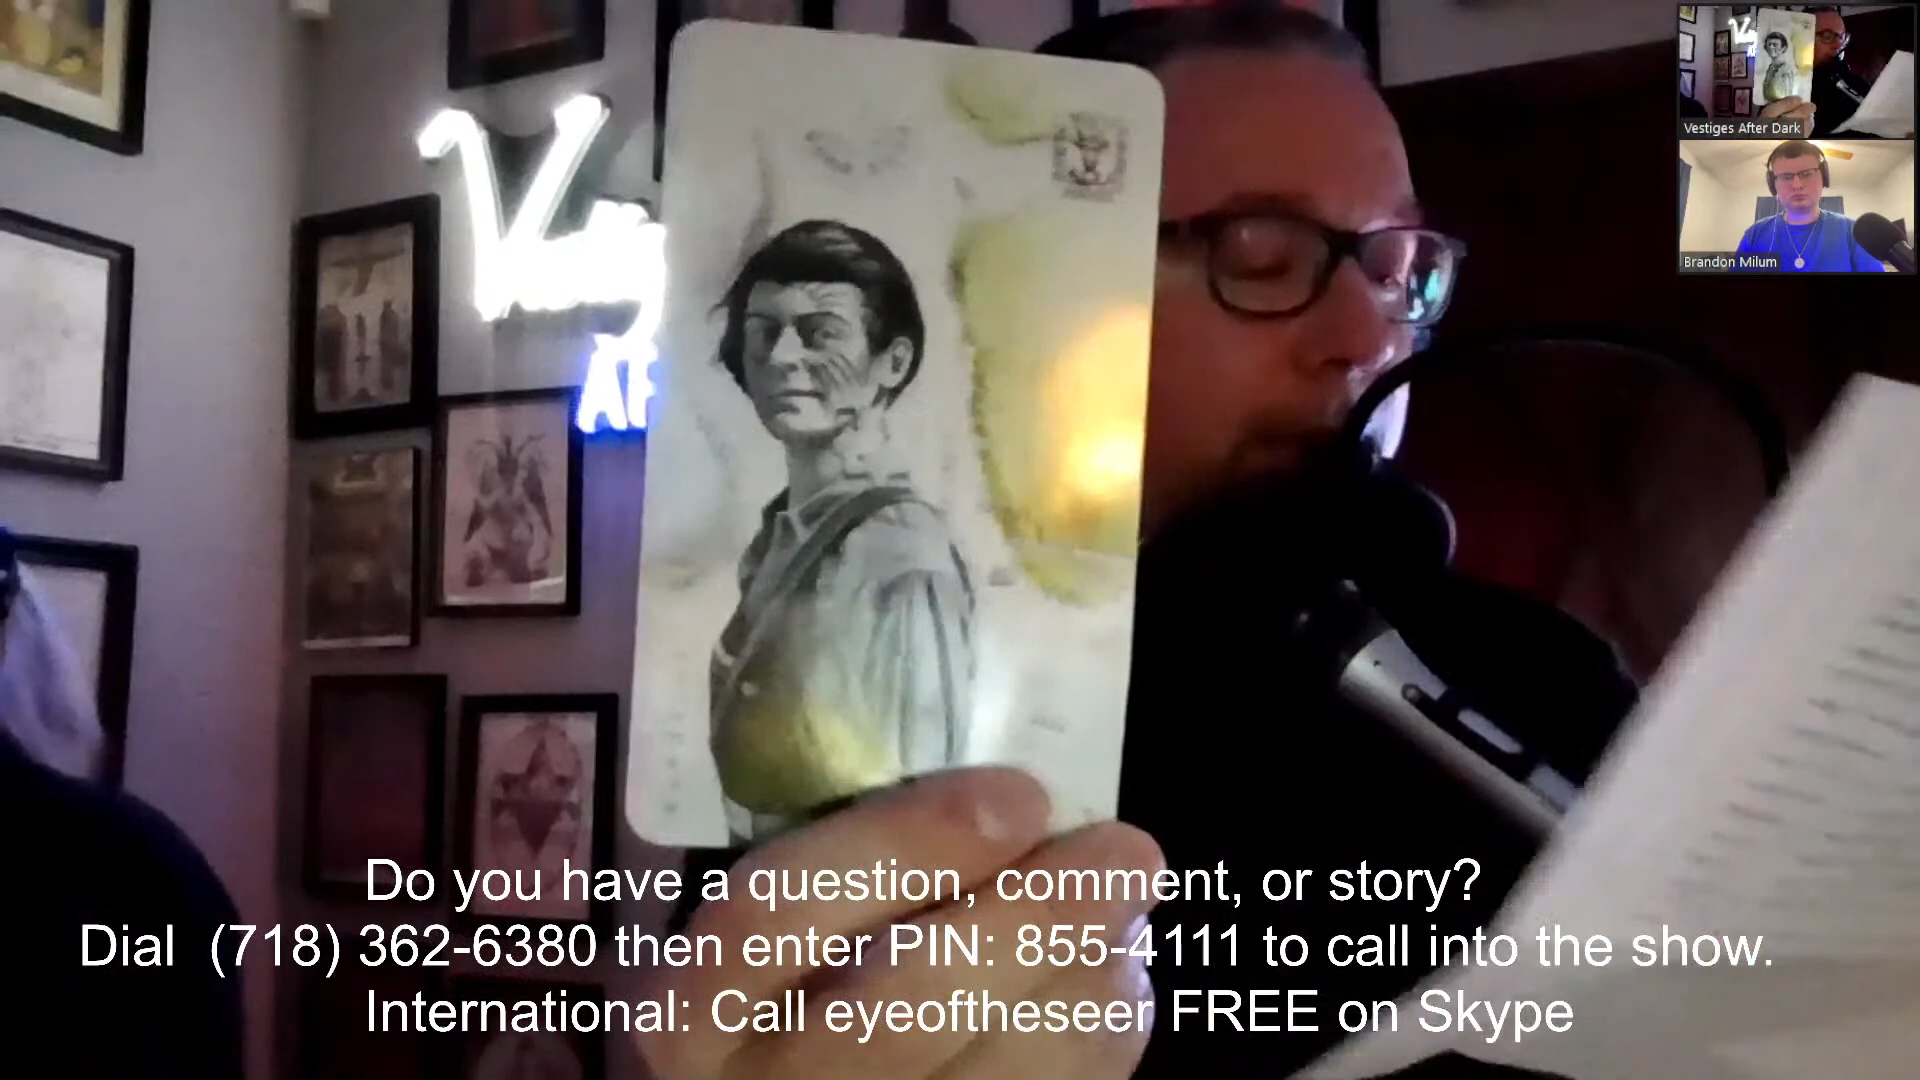 Vestiges After Dark
Brandon Milum
AF
Do you have a question, comment, or story?
Dial (718) 362-6380 then enter PIN: 855-4111 to call into the show.
International: Call eyeoftheseer FREE on Skype